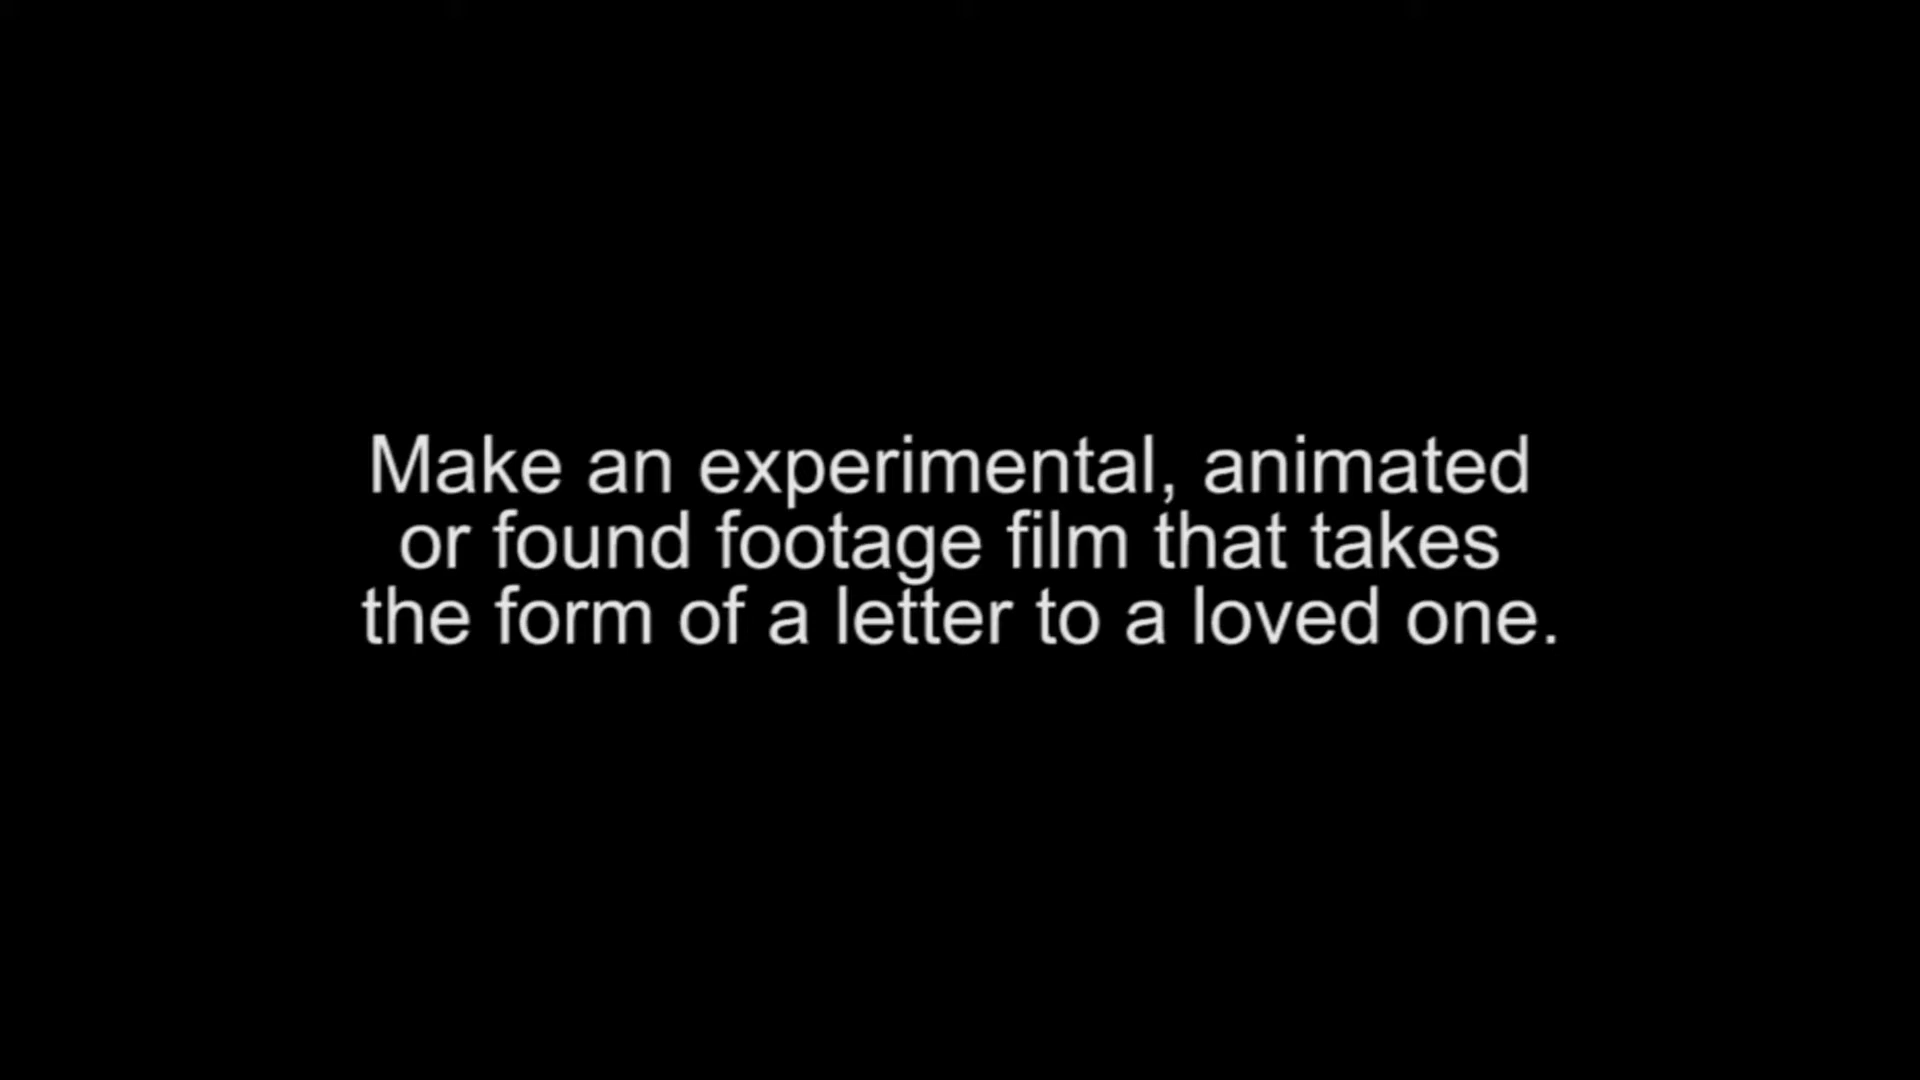 Make an experimental, animated
or found footage film that takes
the form of a letter to a loved one.